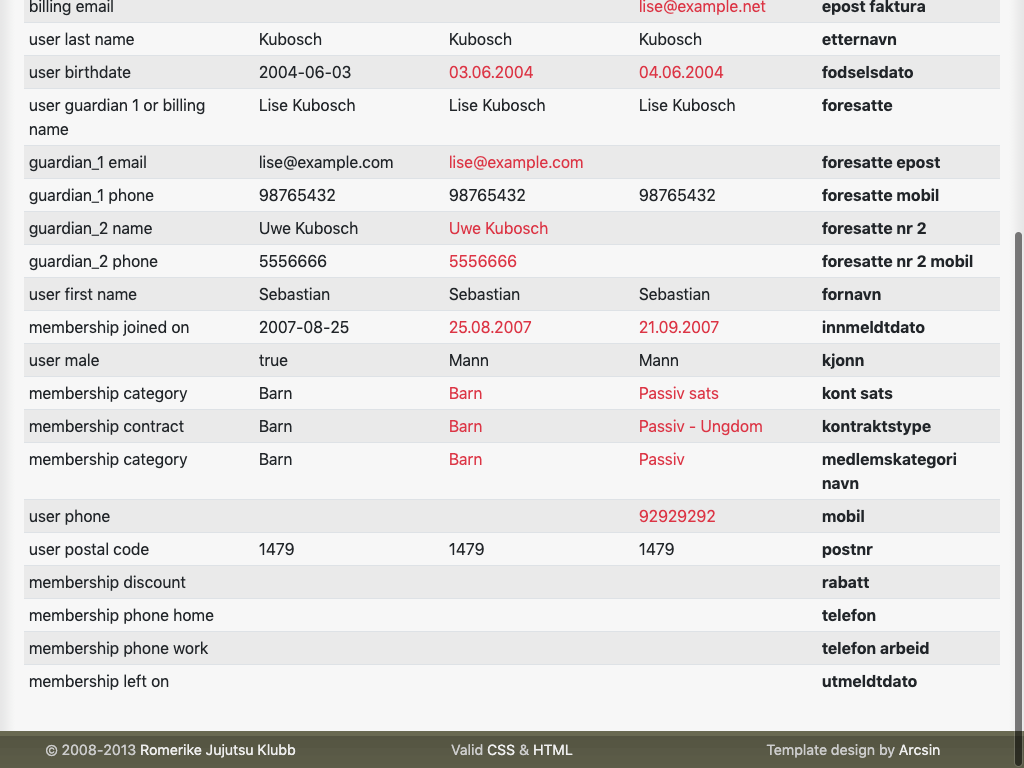 billing email lise@example.net epost faktura
user last name Kubosch Kubosch Kubosch etternavn
user birthdate 2004-06-03 03.06.2004 04.06.2004 fodselsdato
user guardian 1 or billing Lise Kubosch Lise Kubosch Lise Kubosch foresatte
name
guardian_1 email lise@example.com lise@example.com foresatte epost
guardian_1 phone 98765432 98765432 98765432 foresatte mobil
guardian_2 name Uwe Kubosch Uwe Kubosch foresatte nr 2
guardian_2 phone 5556666 5556666 foresatte nr 2 mobil
user first name Sebastian Sebastian Sebastian fornavn
membership joined on 2007-08-25 25.08.2007 21.09.2007 innmeldtdato
user male true Mann Mann kjonn
membership category Barn Barn Passiv sats kont sats
membership contract Barn Barn Passiv - Ungdom kontraktstype
membership category Barn Barn Passiv medlemskategori
navn
user phone 92929292 mobil
user postal code 1479 1479 1479 postnr
membership discount rabatt
membership phone home telefon
membership phone work telefon arbeid
membership left on utmeldtdato
© 2008-2013 Romerike Jujutsu Klubb Valid CSS & HTML Template design by Arcsin